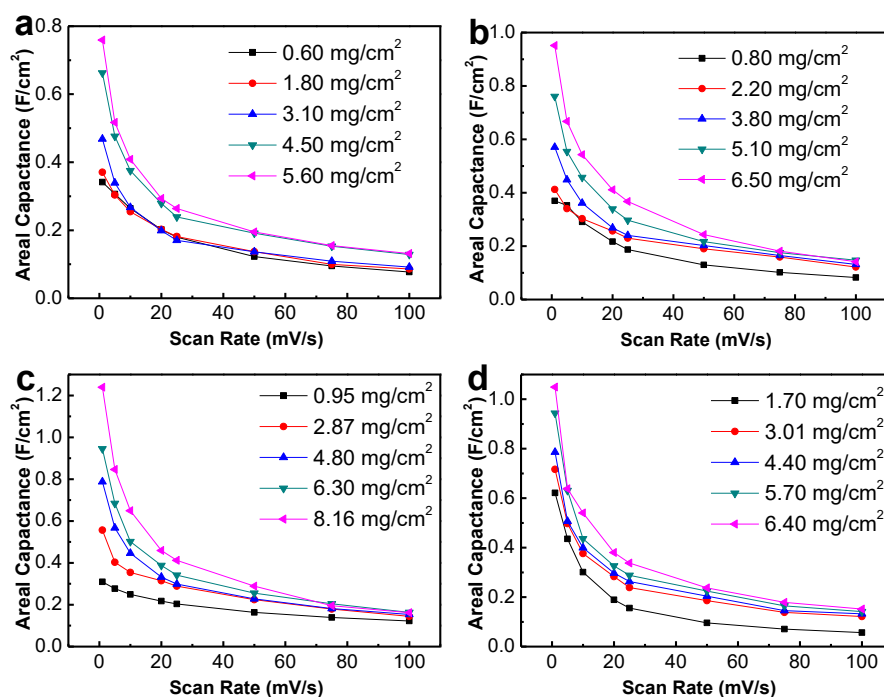 a
0.8
0.6
0.4
0.2
0.0
Areal Capacitance (F/cm²)
0.60 mg/cm²
1.80 mg/cm²
3.10 mg/cm²
4.50 mg/cm²
5.60 mg/cm²
0 20 40 60 80 100
Scan Rate (mV/s)
b
1.0
0.8
0.6
0.4
0.2
0.0
Areal Capacitance (F/cm²)
0.80 mg/cm²
2.20 mg/cm²
3.80 mg/cm²
5.10 mg/cm²
6.50 mg/cm²
0 20 40 60 80 100
Scan Rate (mV/s)
c
1.2
1.0
0.8
0.6
0.4
0.2
0.0
Areal Capacitance (F/cm²)
0.95 mg/cm²
2.87 mg/cm²
4.80 mg/cm²
6.30 mg/cm²
8.16 mg/cm²
0 20 40 60 80 100
Scan Rate (mV/s)
d
1.0
0.8
0.6
0.4
0.2
0.0
Areal Capacitance (F/cm²)
1.70 mg/cm²
3.01 mg/cm²
4.40 mg/cm²
5.70 mg/cm²
6.40 mg/cm²
0 20 40 60 80 100
Scan Rate (mV/s)